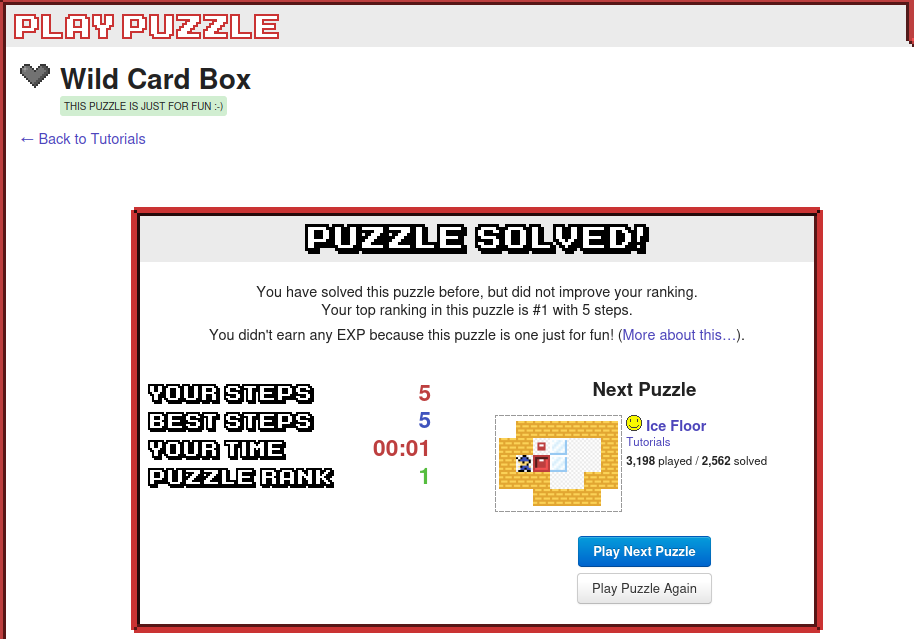 PLAY PUZZLE
Wild Card Box
THIS PUZZLE IS JUST FOR FUN :-)
← Back to Tutorials
PUZZLE SOLVED!
You have solved this puzzle before, but did not improve your ranking.
Your top ranking in this puzzle is #1 with 5 steps.
You didn't earn any EXP because this puzzle is one just for fun! (More about this…).
YOUR STEPS 5
BEST STEPS 5
YOUR TIME 00:01
PUZZLE RANK 1
Next Puzzle
Ice Floor
Tutorials
3,198 played / 2,562 solved
Play Next Puzzle
Play Puzzle Again